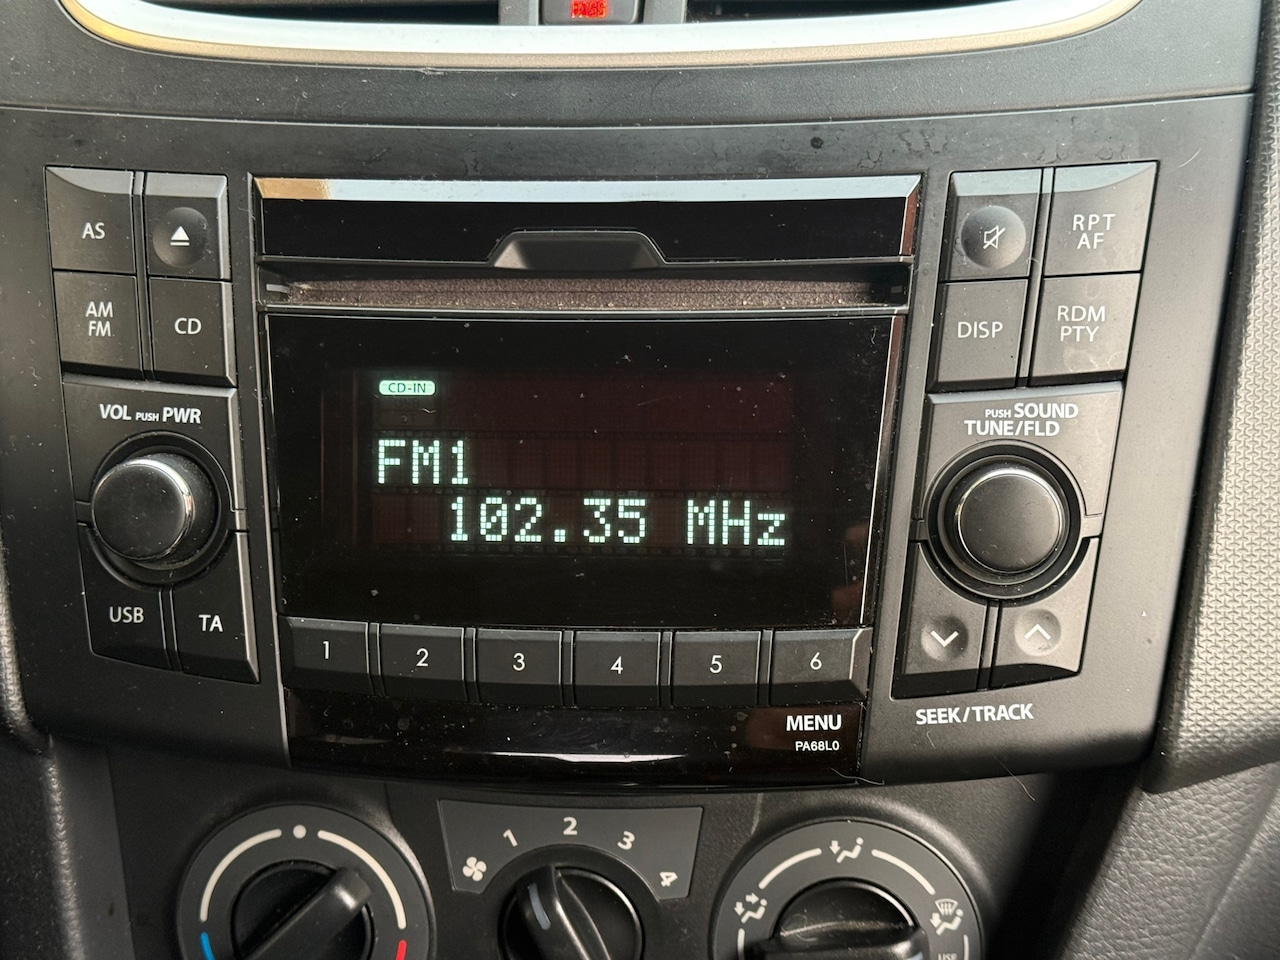 AS
RPT
AF
AM
FM
CD
DISP
RDM
PTY
CD-IN
VOL PUSH PWR
PUSH SOUND
TUNE/FLD
FM1
102.35 MHz
USB
TA
1
2
3
4
5
6
SEEK/TRACK
MENU
PA68L0
1
2
3
4